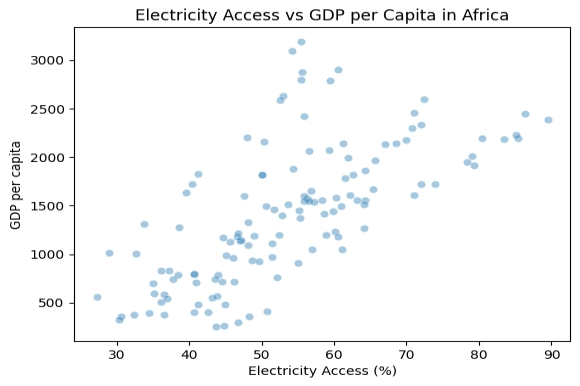 Electricity Access vs GDP per Capita in Africa
GDP per capita
3000
2500
2000
1500
1000
500
30 40 50 60 70 80 90
Electricity Access (%)